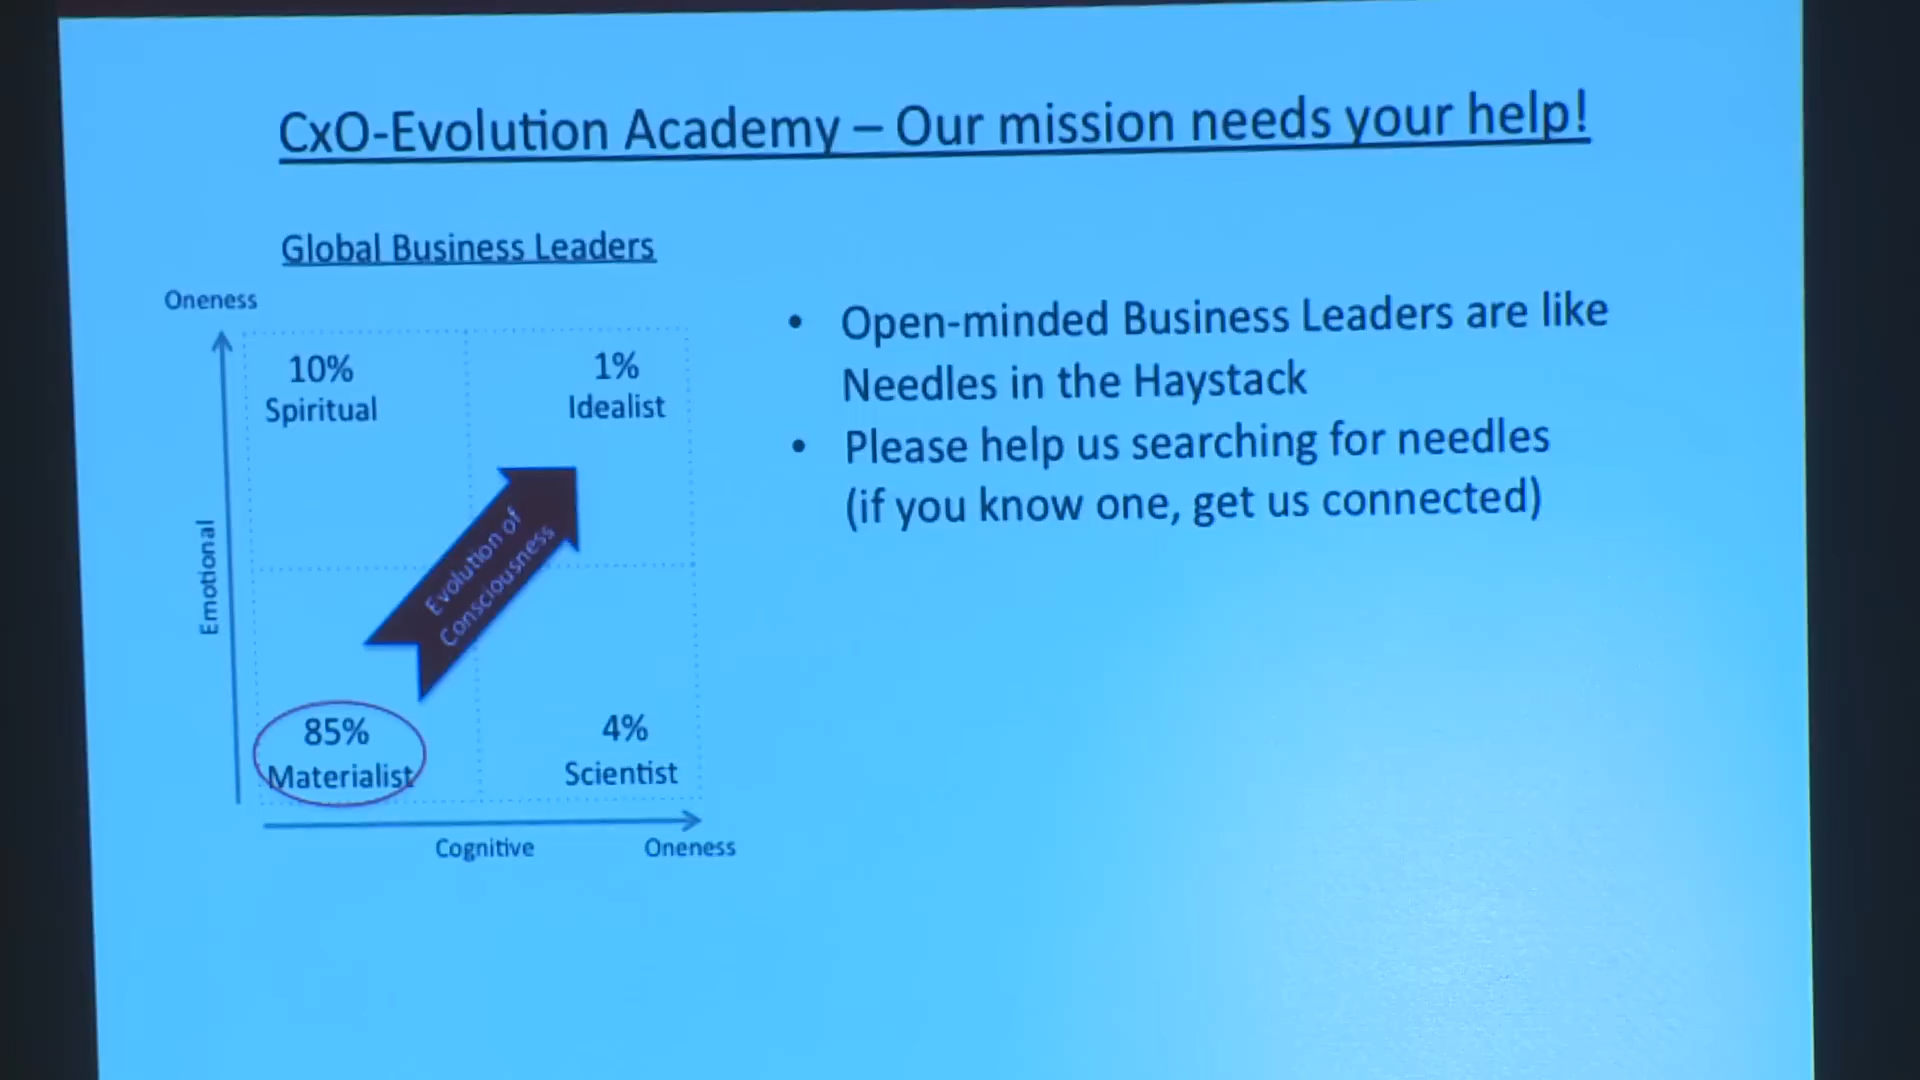 CxO-Evolution Academy – Our mission needs your help!
Global Business Leaders
Oneness
10%
Spiritual
1%
Idealist
Emotional
Evolution of
Consciousness
85%
Materialist
4%
Scientist
Cognitive
Oneness
• Open-minded Business Leaders are like
Needles in the Haystack
• Please help us searching for needles
(if you know one, get us connected)